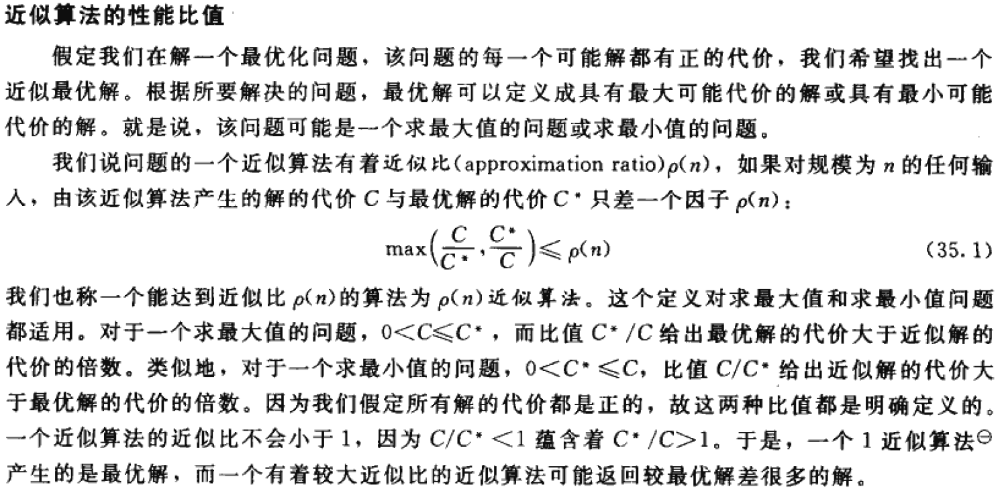 近似算法的性能比值
假定我们在解一个最优化问题，该问题的每一个可能解都有正的代价，我们希望找出一个
近似最优解。根据所要解决的问题，最优解可以定义成具有最大可能代价的解或具有最小可能
代价的解。就是说，该问题可能是一个求最大值的问题或求最小值的问题。
我们说问题的一个近似算法有着近似比(approximation ratio)ρ(n)，如果对规模为 n 的任何输
入，由该近似算法产生的解的代价 C 与最优解的代价 C* 只差一个因子 ρ(n)：
max(C/C*, C*/C)≤ρ(n) (35.1)
我们也称一个能达到近似比 ρ(n)的算法为 ρ(n)近似算法。这个定义对求最大值和求最小值问题
都适用。对于一个求最大值的问题，0<C≤C*，而比值 C*/C 给出最优解的代价大于近似解的
代价的倍数。类似地，对于一个求最小值的问题，0<C*≤C，比值 C/C* 给出近似解的代价大
于最优解的代价的倍数。因为我们假定所有解的代价都是正的，故这两种比值都是明确定义的。
一个近似算法的近似比不会小于 1，因为 C/C*<1 蕴含着 C*/C>1。于是，一个 1 近似算法⊖
产生的是最优解，而一个有着较大近似比的近似算法可能返回较最优解差很多的解。